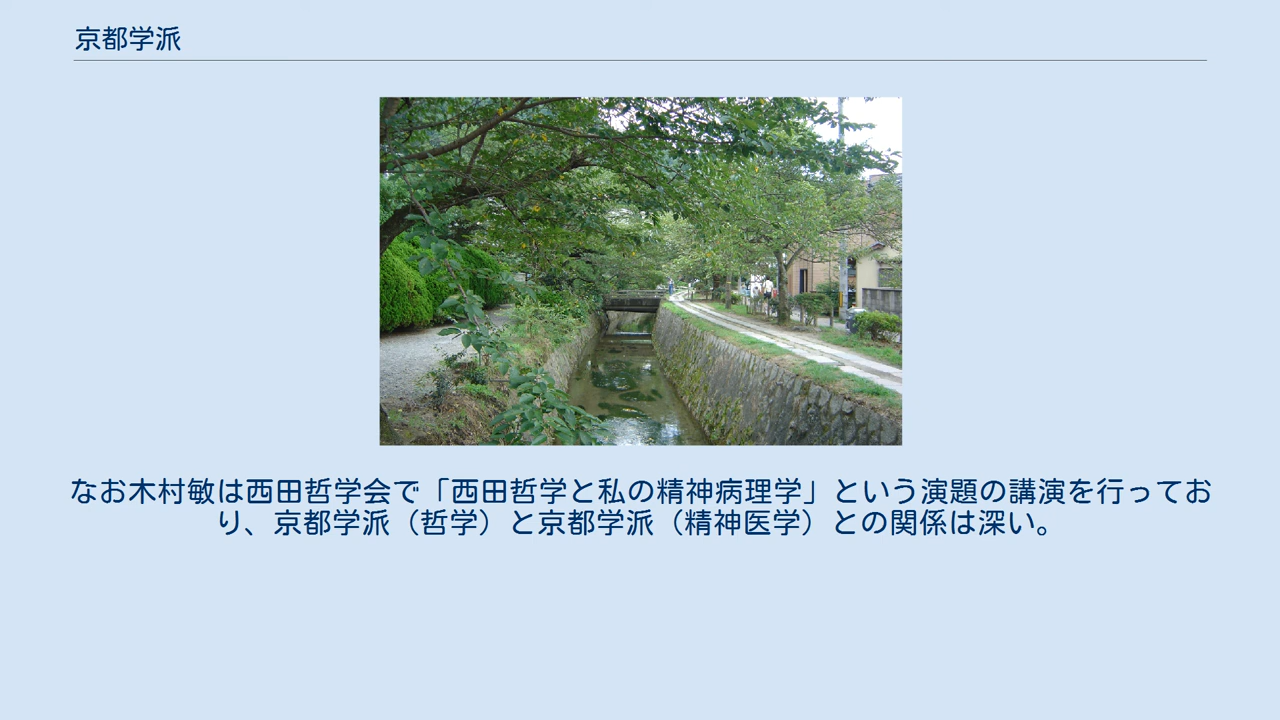 京都学派
なお木村敏は西田哲学会で「西田哲学と私の精神病理学」という演題の講演を行ってお
り、京都学派（哲学）と京都学派（精神医学）との関係は深い。